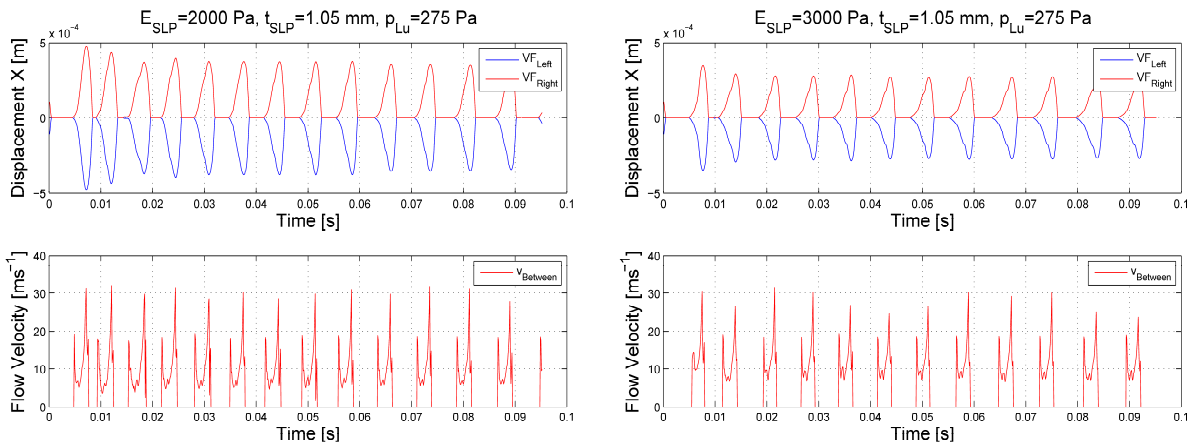 E_SLP=2000 Pa, t_SLP=1.05 mm, p_Lu=275 Pa
x 10^-4
5
0
−5
Displacement X [m]
VF_Left
VF_Right
0 0.01 0.02 0.03 0.04 0.05 0.06 0.07 0.08 0.09 0.1
Time [s]
E_SLP=3000 Pa, t_SLP=1.05 mm, p_Lu=275 Pa
x 10^-4
5
0
−5
Displacement X [m]
VF_Left
VF_Right
0 0.01 0.02 0.03 0.04 0.05 0.06 0.07 0.08 0.09 0.1
Time [s]
40
30
20
10
0
Flow Velocity [ms^-1]
v_Between
0 0.01 0.02 0.03 0.04 0.05 0.06 0.07 0.08 0.09 0.1
Time [s]
40
30
20
10
0
Flow Velocity [ms^-1]
v_Between
0 0.01 0.02 0.03 0.04 0.05 0.06 0.07 0.08 0.09 0.1
Time [s]